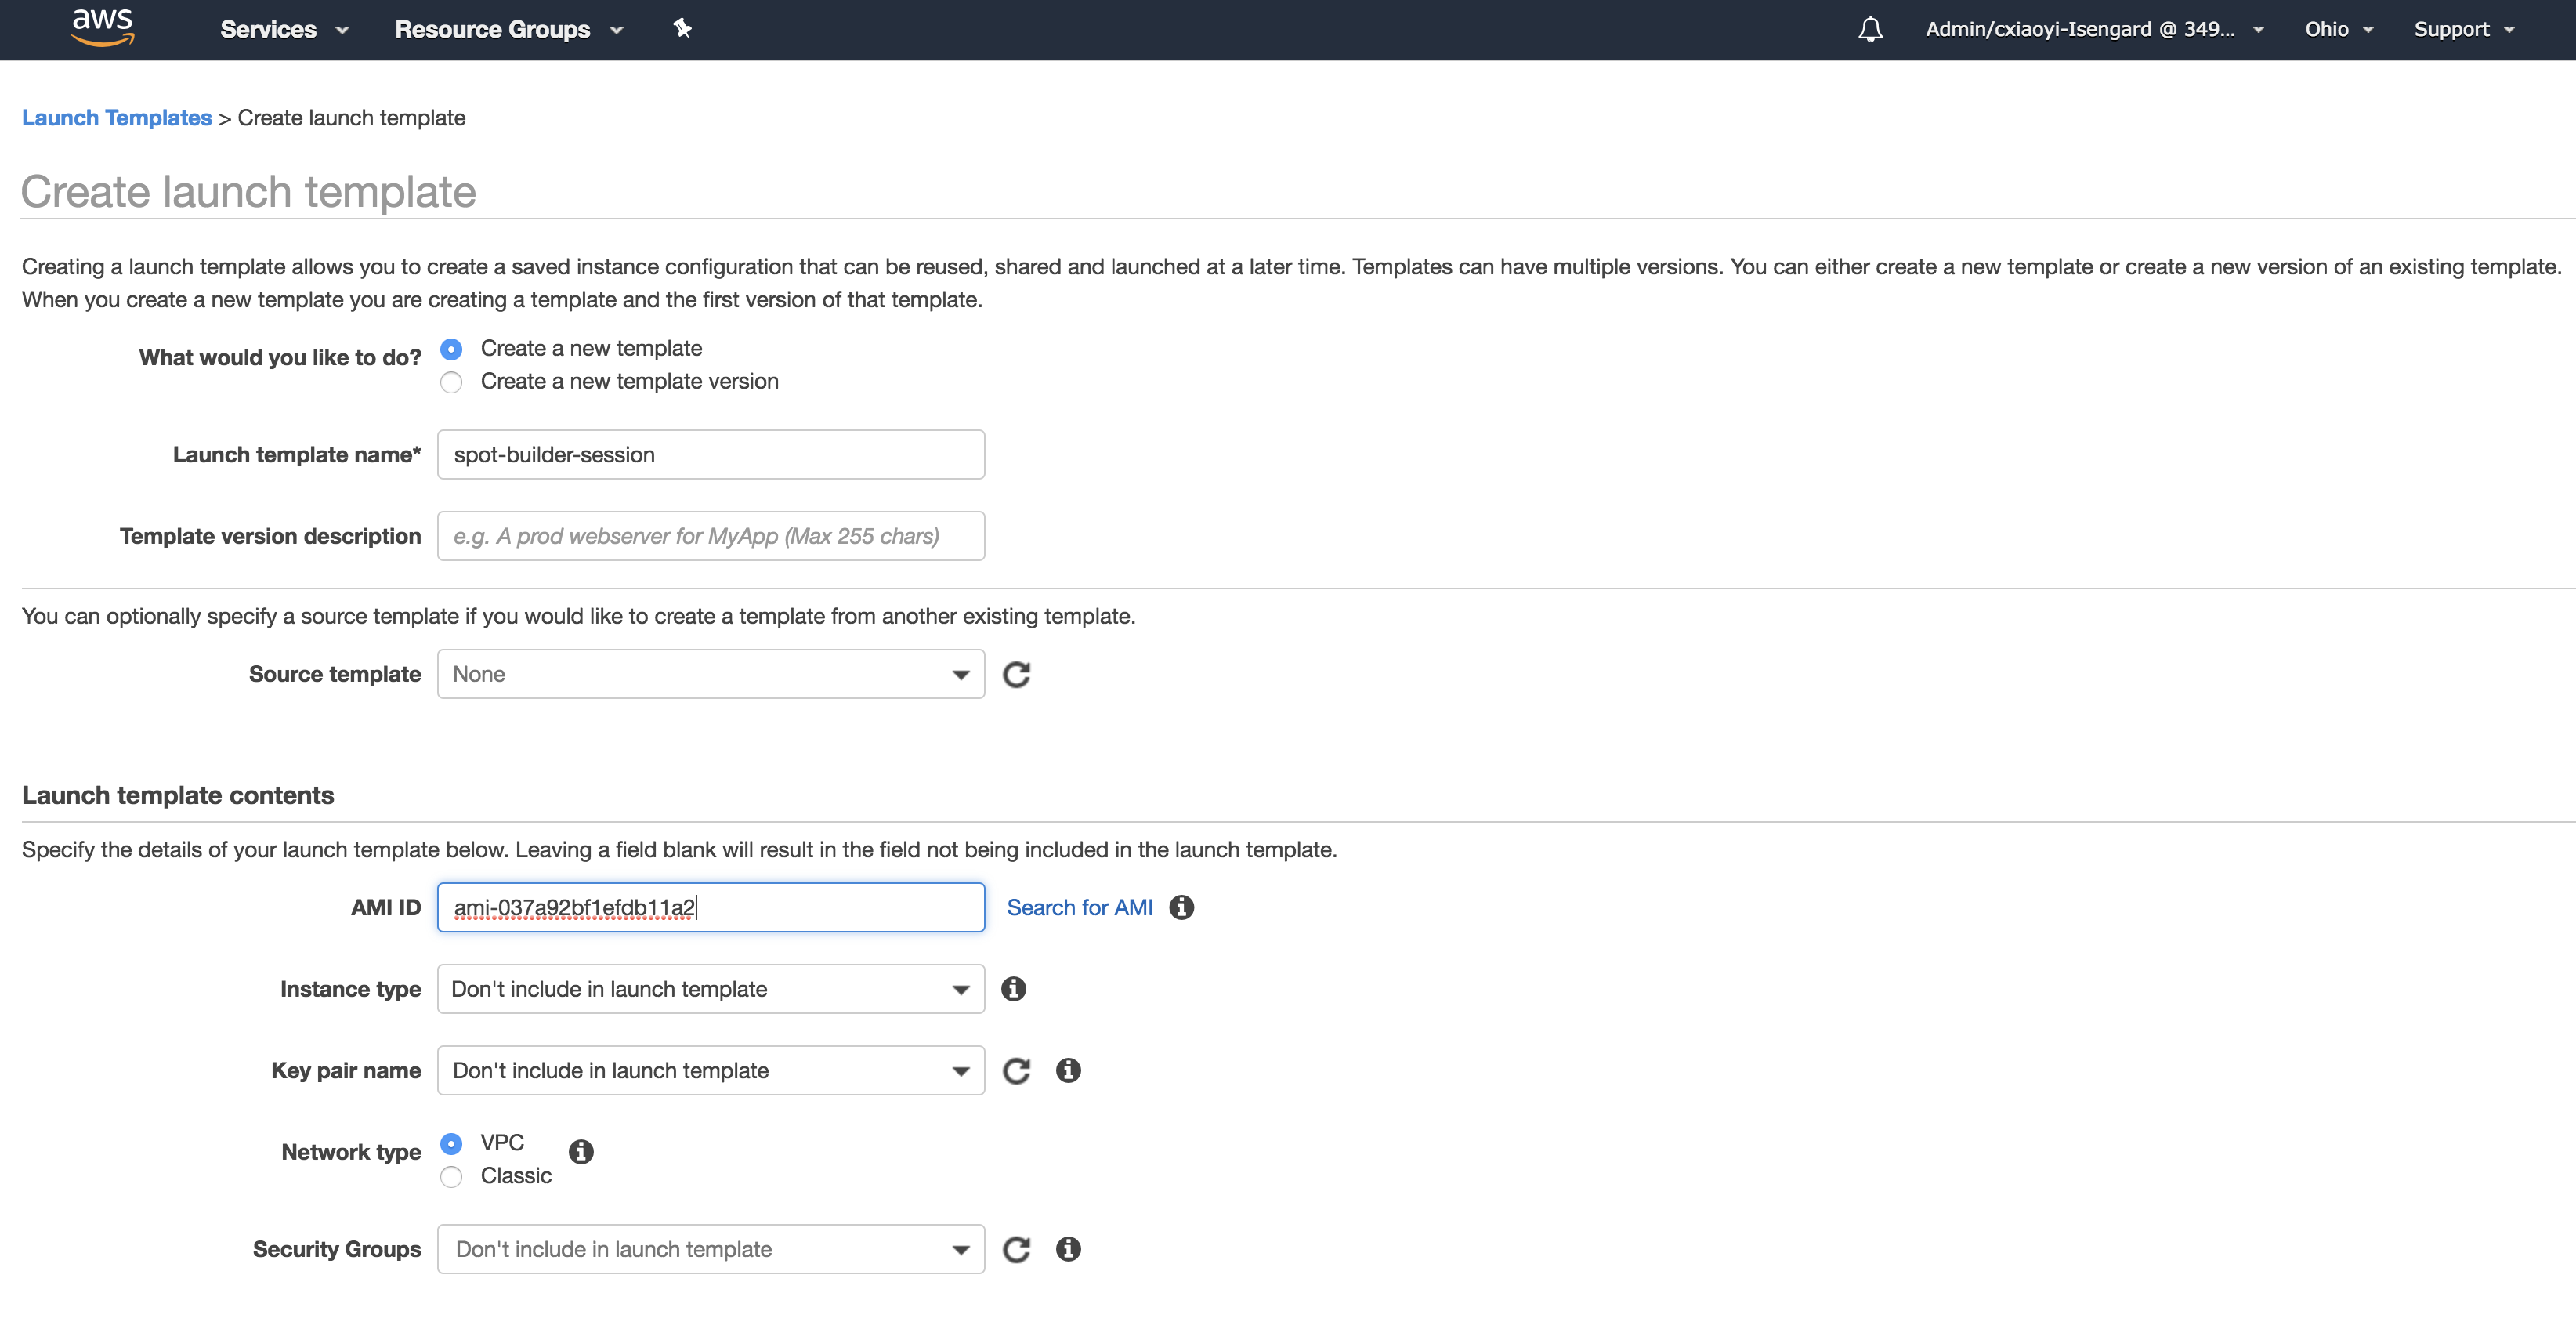 aws Services Resource Groups Admin/cxiaoyi-Isengard @ 349... Ohio Support
Launch Templates > Create launch template
Create launch template
Creating a launch template allows you to create a saved instance configuration that can be reused, shared and launched at a later time. Templates can have multiple versions. You can either create a new template or create a new version of an existing template.
When you create a new template you are creating a template and the first version of that template.
What would you like to do? Create a new template
Create a new template version
Launch template name* spot-builder-session
Template version description e.g. A prod webserver for MyApp (Max 255 chars)
You can optionally specify a source template if you would like to create a template from another existing template.
Source template None
Launch template contents
Specify the details of your launch template below. Leaving a field blank will result in the field not being included in the launch template.
AMI ID ami-037a92bf1efdb11a2 Search for AMI
Instance type Don't include in launch template
Key pair name Don't include in launch template
Network type VPC
Classic
Security Groups Don't include in launch template